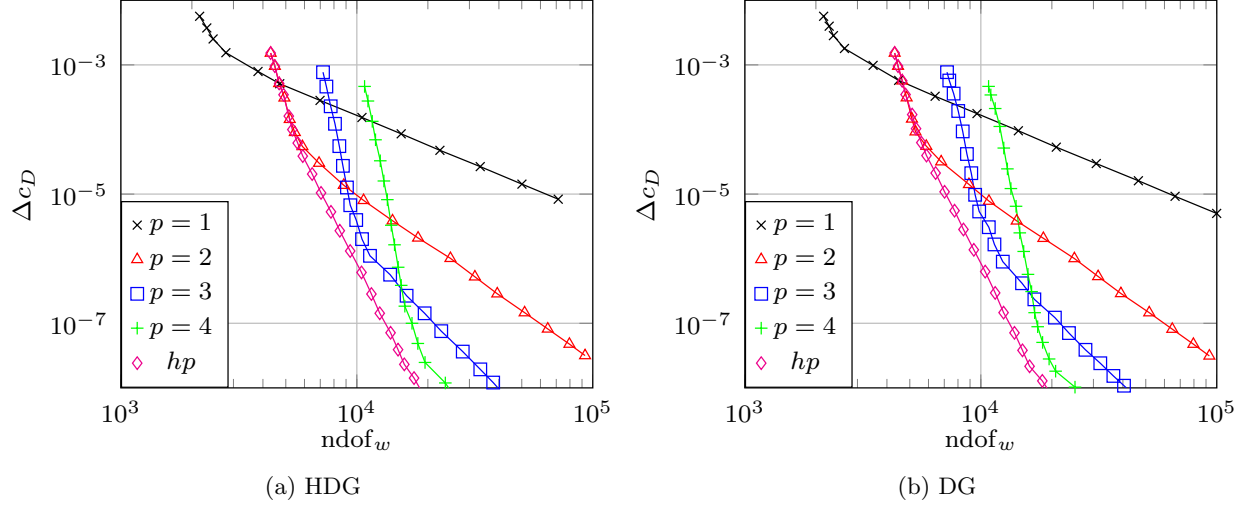 10^−3
10^−5
10^−7
Δc_D
p = 1
p = 2
p = 3
p = 4
hp
10^3
10^4
10^5
ndof_w
(a) HDG
10^−3
10^−5
10^−7
Δc_D
p = 1
p = 2
p = 3
p = 4
hp
10^3
10^4
10^5
ndof_w
(b) DG